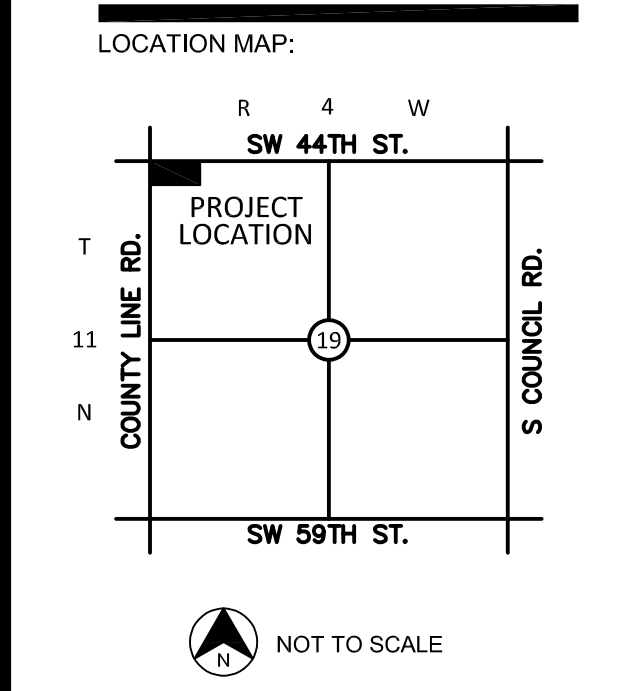 LOCATION MAP:
R 4 W
SW 44TH ST.
PROJECT
LOCATION
T
11
N
COUNTY LINE RD.
19
S COUNCIL RD.
SW 59TH ST.
N
NOT TO SCALE